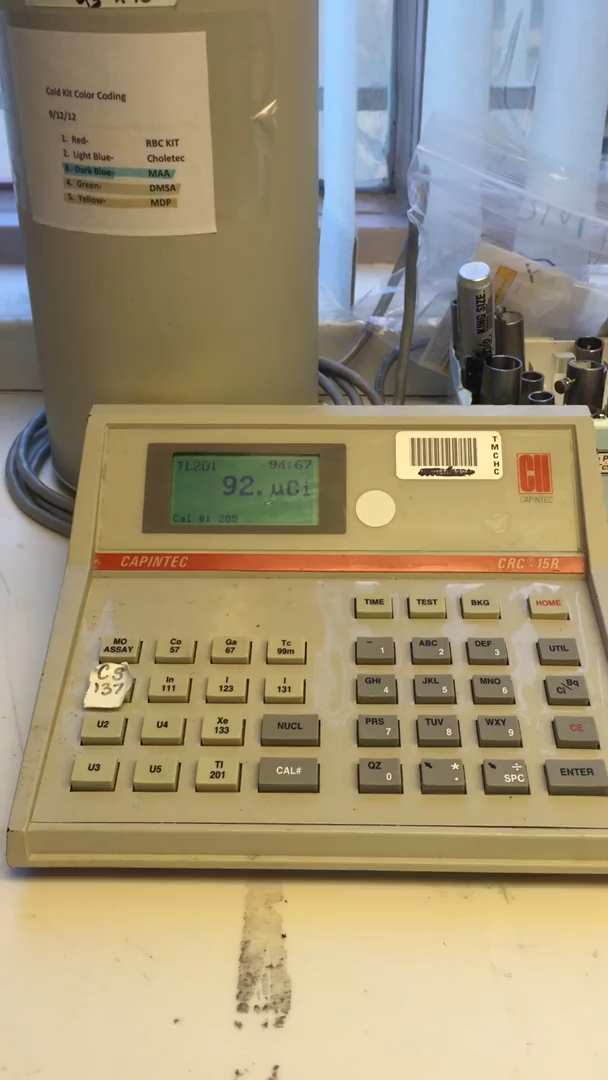 Cold Kit Color Coding
9/12/12
1. Red- RBC KIT
2. Light Blue- Choletec
3. Dark Blue- MAA
4. Green- DMSA
5. Yellow- MDP
KING SIZE
TL201 94:67
92. µCi
Cal #: 205
TMCHC
CAPINTEC
CAPINTEC CRC-15R
TIME TEST BKG HOME
MO ASSAY Co 57 Ga 67 Tc 99m
- 1 ABC 2 DEF 3 UTIL
CS 137 In 111 I 123 I 131
GHI 4 JKL 5 MNO 6 Ci Bq
U2 U4 Xe 133 NUCL
PRS 7 TUV 8 WXY 9 CE
U3 U5 Tl 201 CAL#
QZ 0 * . ÷ SPC ENTER